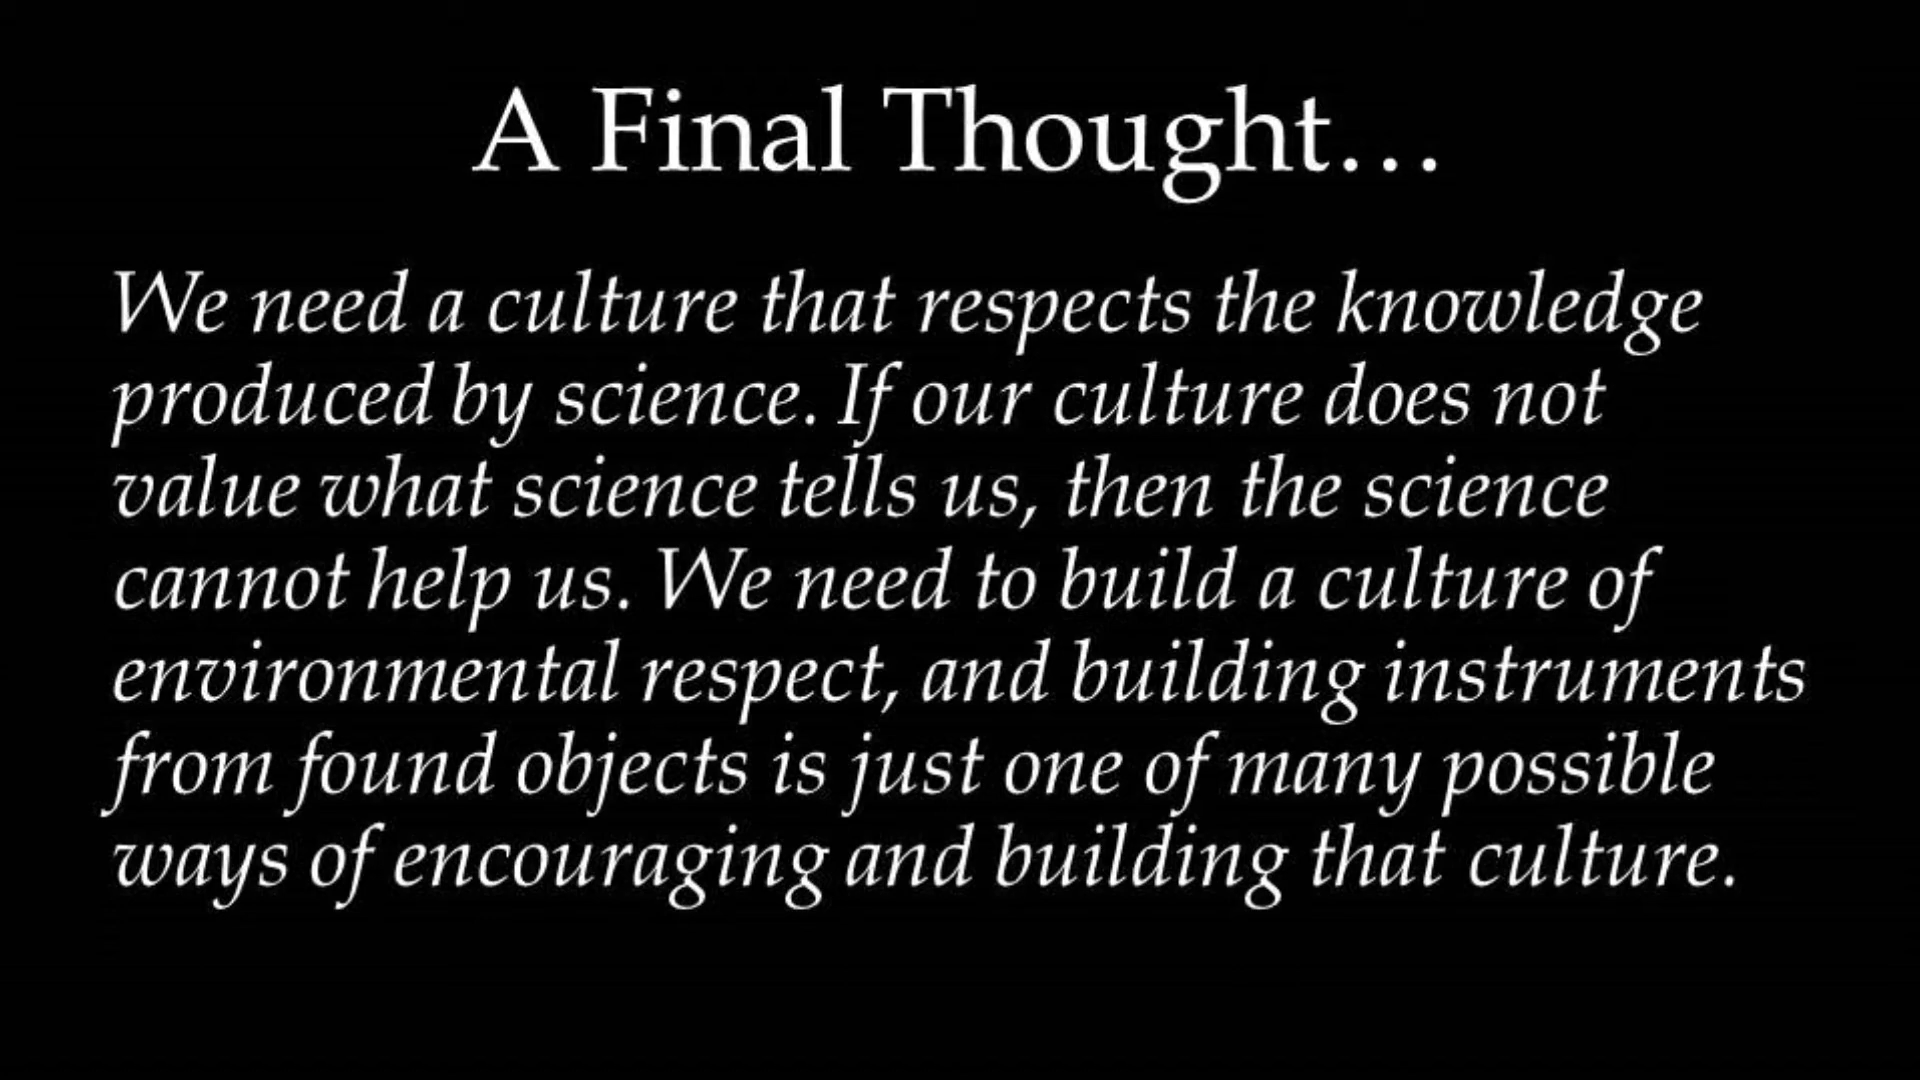 A Final Thought…
We need a culture that respects the knowledge
produced by science. If our culture does not
value what science tells us, then the science
cannot help us. We need to build a culture of
environmental respect, and building instruments
from found objects is just one of many possible
ways of encouraging and building that culture.